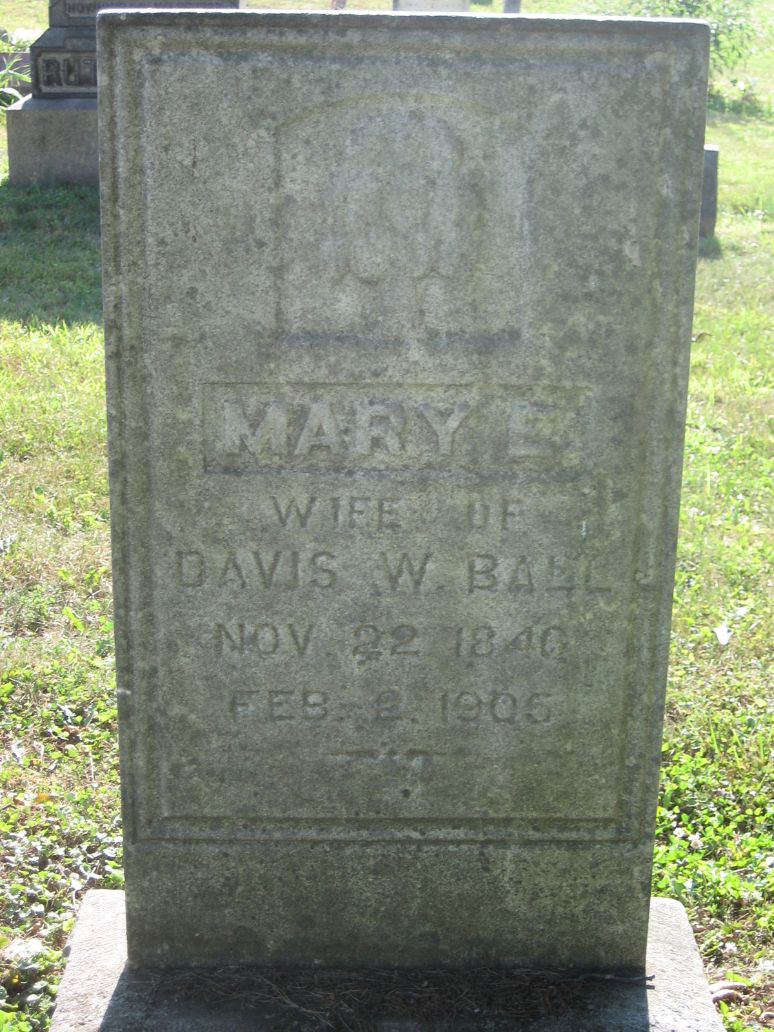 MARY E.
WIFE OF
DAVIS W. BALL
NOV. 22 1840
FEB. 2. 1905